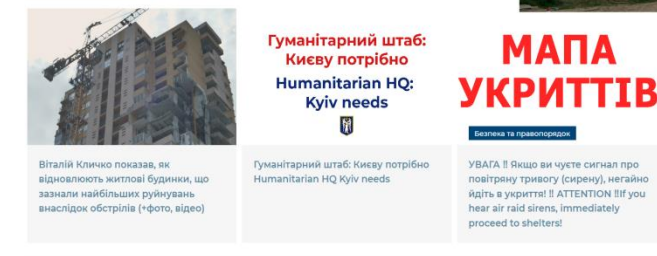 Гуманітарний штаб:
Києву потрібно
Humanitarian HQ:
Kyiv needs
МАПА
УКРИТТІВ
Безпека та правопорядок
Віталій Кличко показав, як
відновлюють житлові будинки, що
зазнали найбільших руйнувань
внаслідок обстрілів (+фото, відео)
Гуманітарний штаб: Києву потрібно
Humanitarian HQ Kyiv needs
УВАГА ‼ Якщо ви чуєте сигнал про
повітряну тривогу (сирену), негайно
йдіть в укриття! ‼ ATTENTION ‼If you
hear air raid sirens, immediately
proceed to shelters!